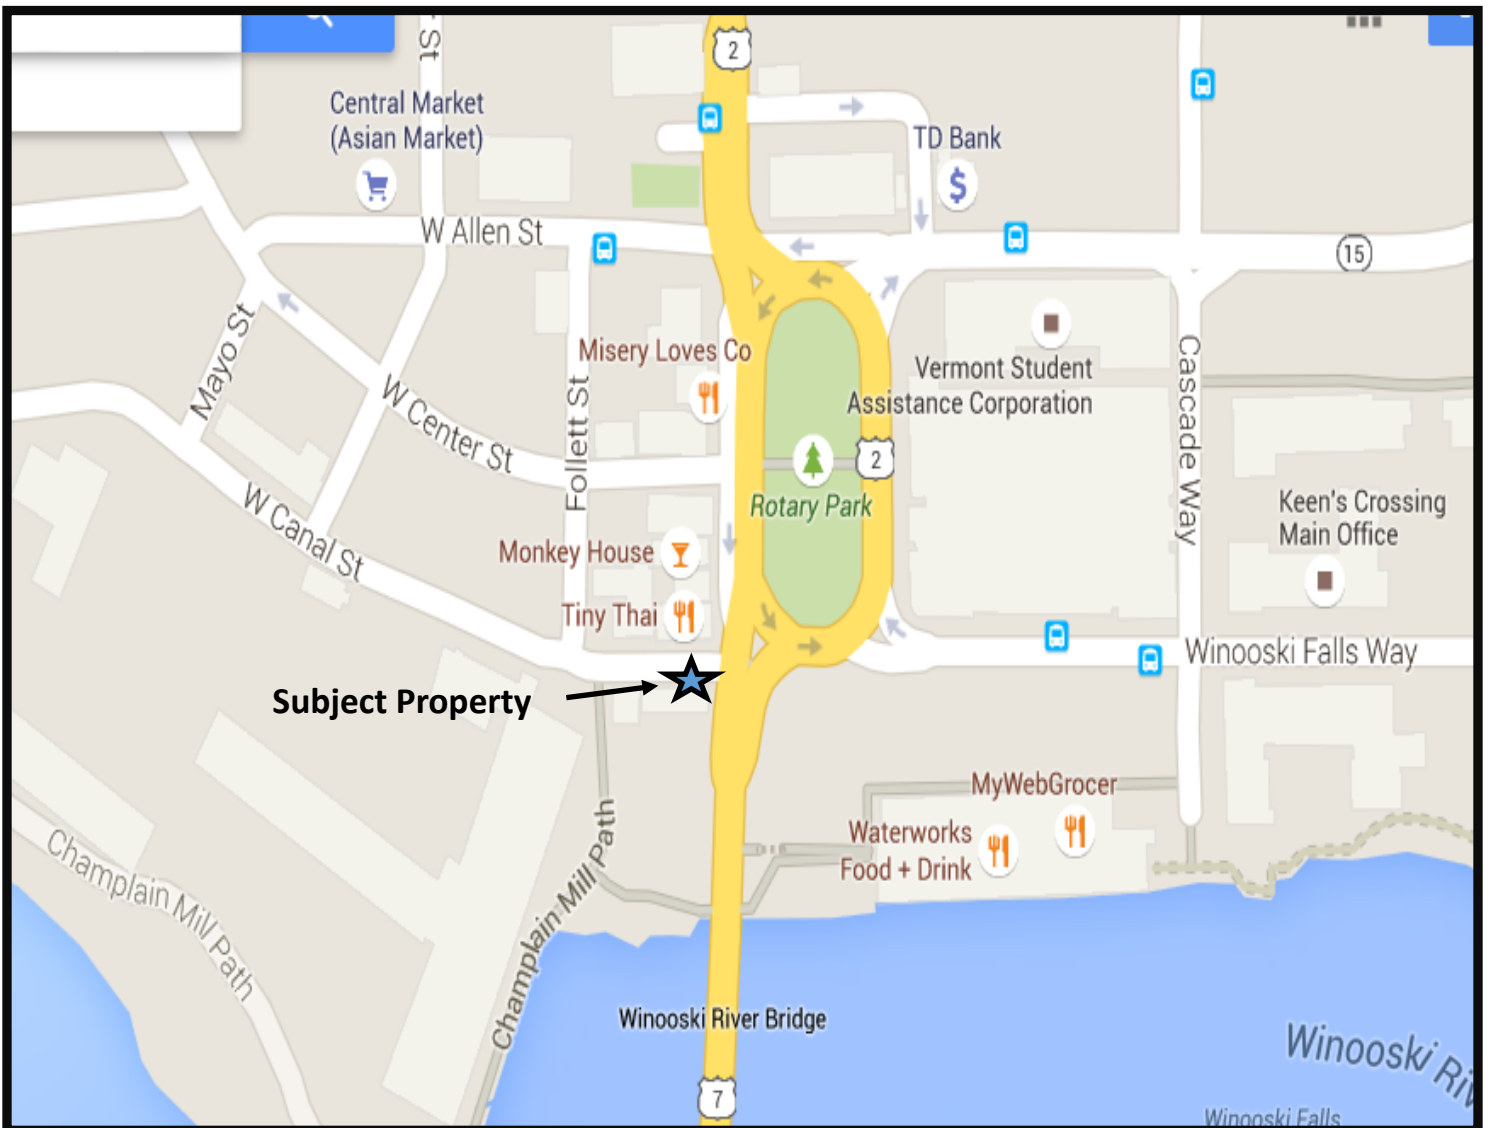 St
2
Central Market
(Asian Market)
TD Bank
W Allen St
15
Mayo St
Misery Loves Co
Vermont Student
Assistance Corporation
Cascade Way
W Center St
Follett St
2
Rotary Park
W Canal St
Keen's Crossing
Main Office
Monkey House
Tiny Thai
Winooski Falls Way
Subject Property
MyWebGrocer
Waterworks
Food + Drink
Champlain Mill Path
Champlain Mill Path
Winooski River Bridge
Winooski Riv
7
Winooski Falls